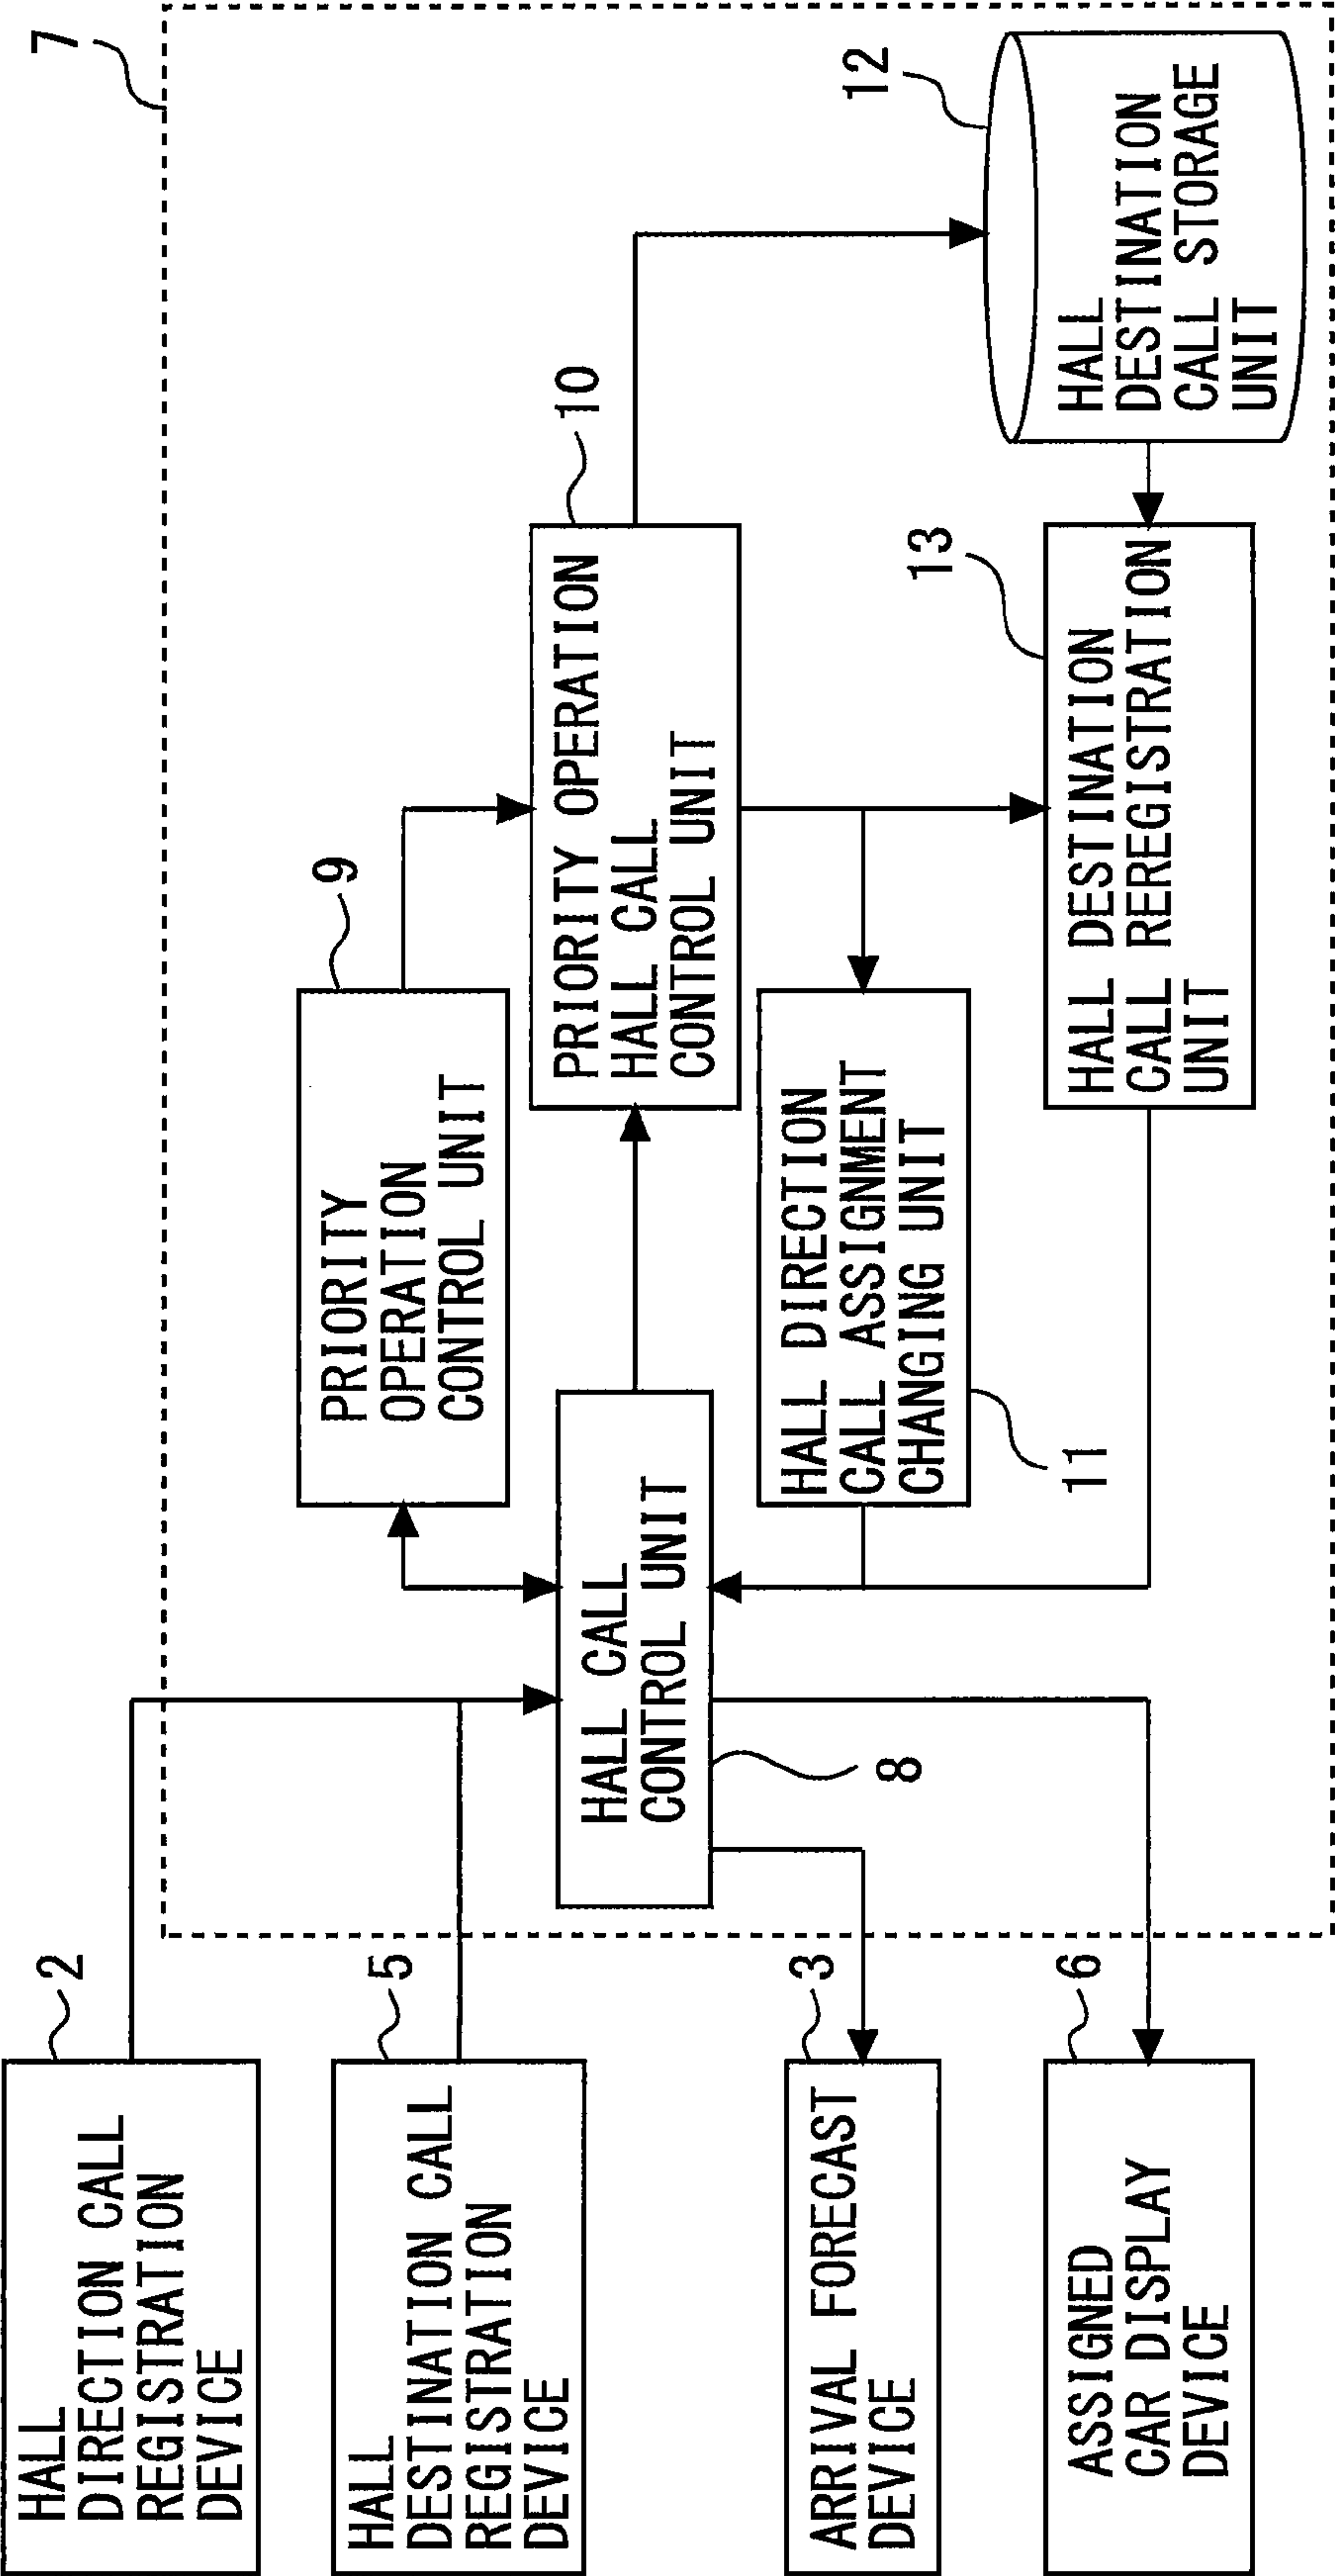 7
2
HALL
DIRECTION CALL
REGISTRATION
DEVICE
5
HALL
DESTINATION CALL
REGISTRATION
DEVICE
3
ARRIVAL FORECAST
DEVICE
6
ASSIGNED
CAR DISPLAY
DEVICE
HALL CALL
CONTROL UNIT
8
9
PRIORITY
OPERATION
CONTROL UNIT
10
PRIORITY OPERATION
HALL CALL
CONTROL UNIT
HALL DIRECTION
CALL ASSIGNMENT
CHANGING UNIT
11
12
HALL
DESTINATION
CALL STORAGE
UNIT
13
HALL DESTINATION
CALL REREGISTRATION
UNIT